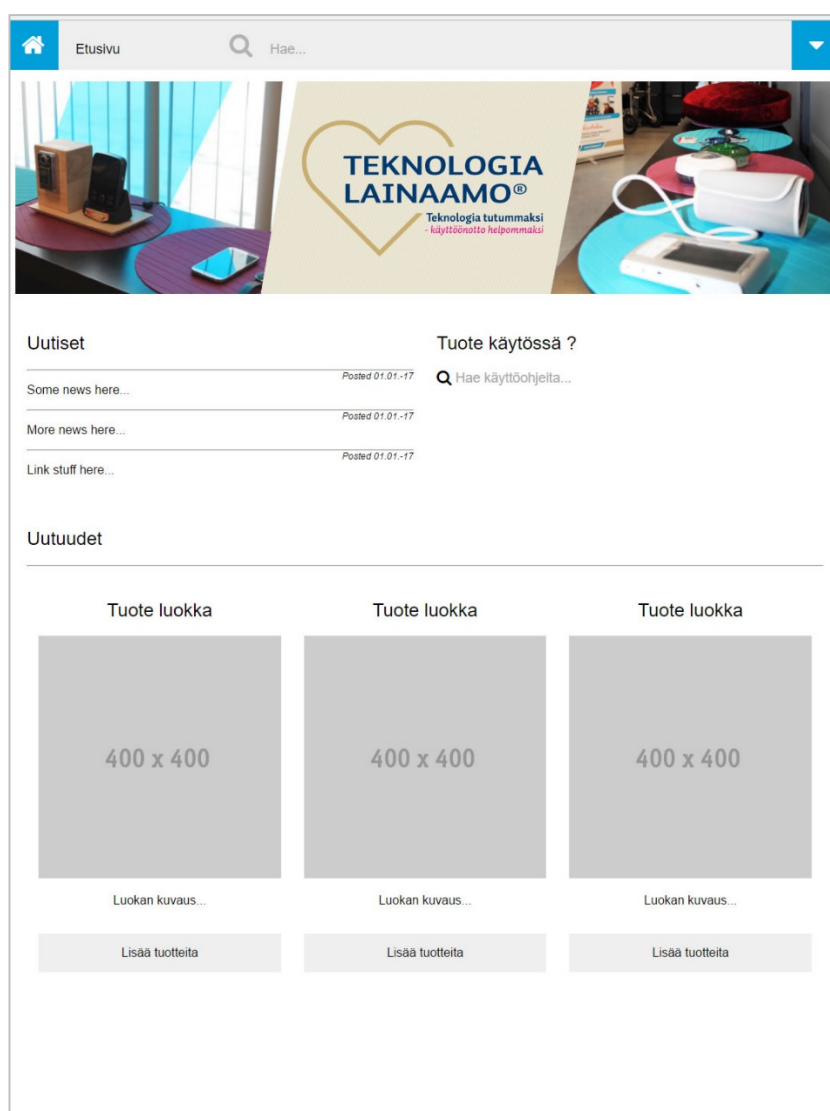 Etusivu
Hae...
TEKNOLOGIA
LAINAAMO®
Teknologia tutummaksi
- käyttöönotto helpommaksi
Uutiset
Posted 01.01.-17
Some news here...
Posted 01.01.-17
More news here...
Posted 01.01.-17
Link stuff here...
Tuote käytössä ?
Hae käyttöohjeita...
Uutuudet
Tuote luokka
Tuote luokka
Tuote luokka
400 x 400
400 x 400
400 x 400
Luokan kuvaus...
Luokan kuvaus...
Luokan kuvaus...
Lisää tuotteita
Lisää tuotteita
Lisää tuotteita